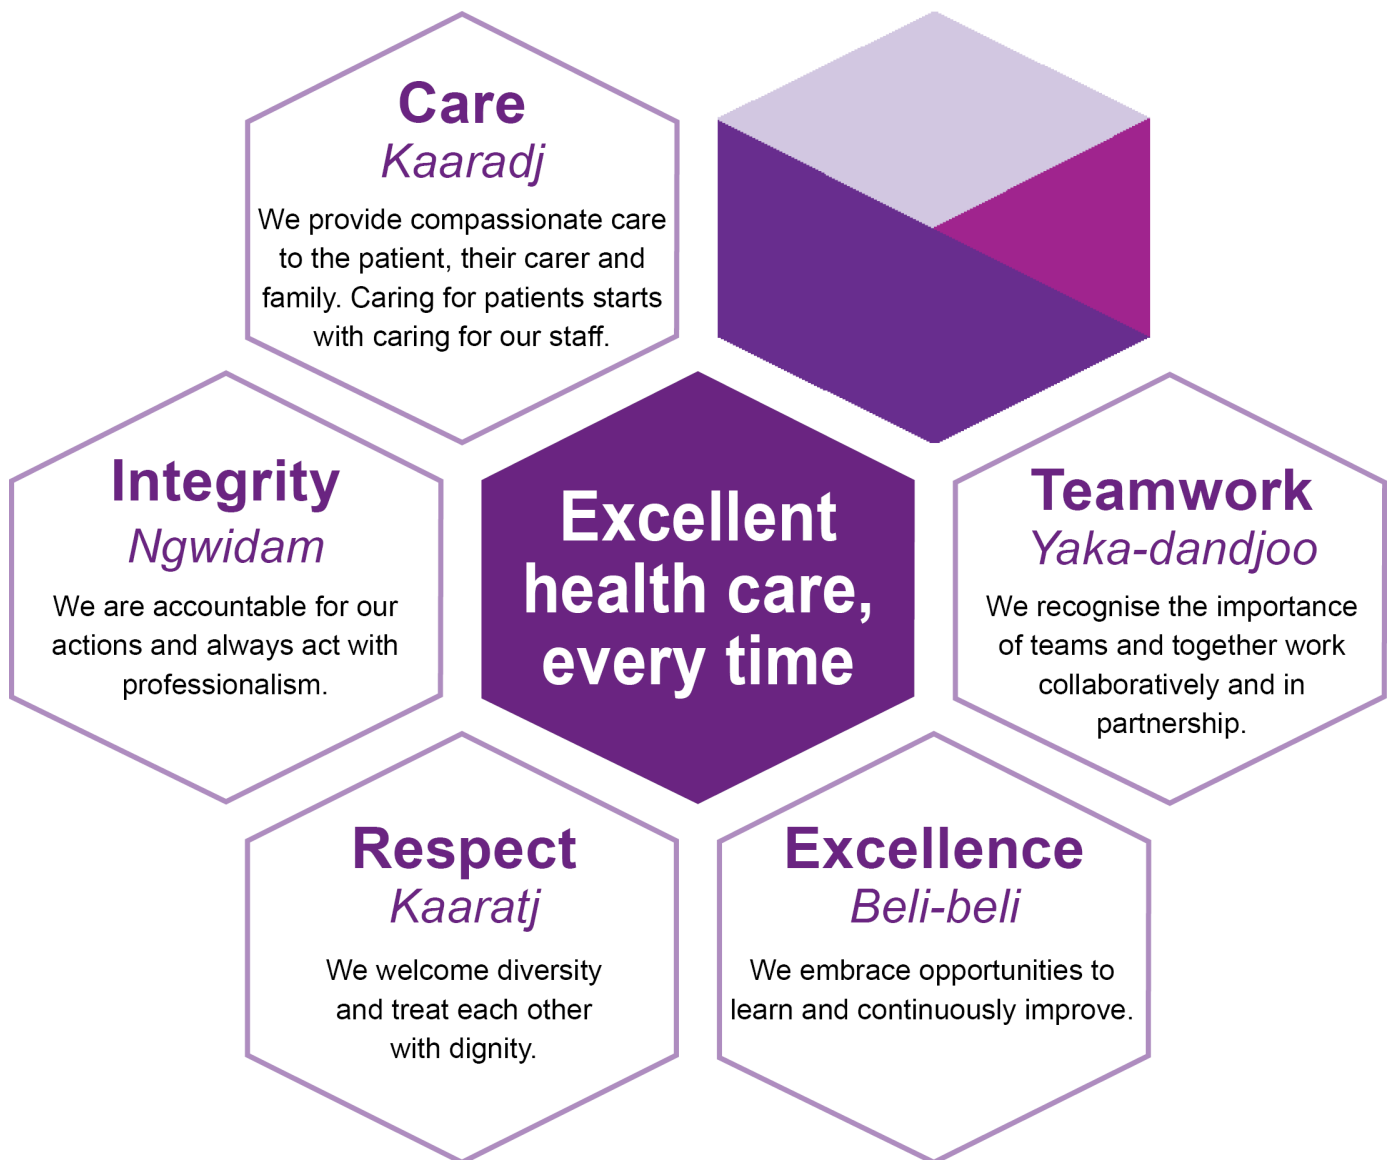 Care
Kaaradj
We provide compassionate care
to the patient, their carer and
family. Caring for patients starts
with caring for our staff.
Integrity
Ngwidam
We are accountable for our
actions and always act with
professionalism.
Excellent
health care,
every time
Teamwork
Yaka-dandjoo
We recognise the importance
of teams and together work
collaboratively and in
partnership.
Respect
Kaaratj
We welcome diversity
and treat each other
with dignity.
Excellence
Beli-beli
We embrace opportunities to
learn and continuously improve.